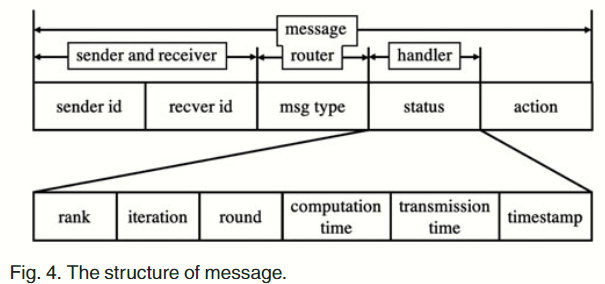 message
sender and receiver router handler
sender id recver id msg type status action
rank iteration round computation time transmission time timestamp
Fig. 4. The structure of message.